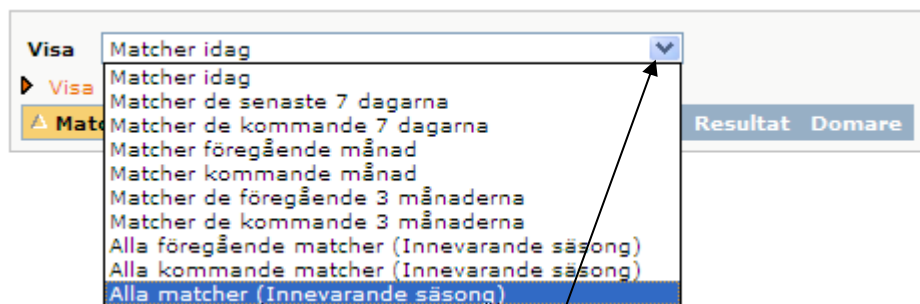 Visa Matcher idag
Matcher idag
Visa
Matcher de senaste 7 dagarna
Matc Matcher de kommande 7 dagarna Resultat Domare
Matcher föregående månad
Matcher kommande månad
Matcher de föregående 3 månaderna
Matcher de kommande 3 månaderna
Alla föregående matcher (Innevarande säsong)
Alla kommande matcher (Innevarande säsong)
Alla matcher (Innevarande säsong)